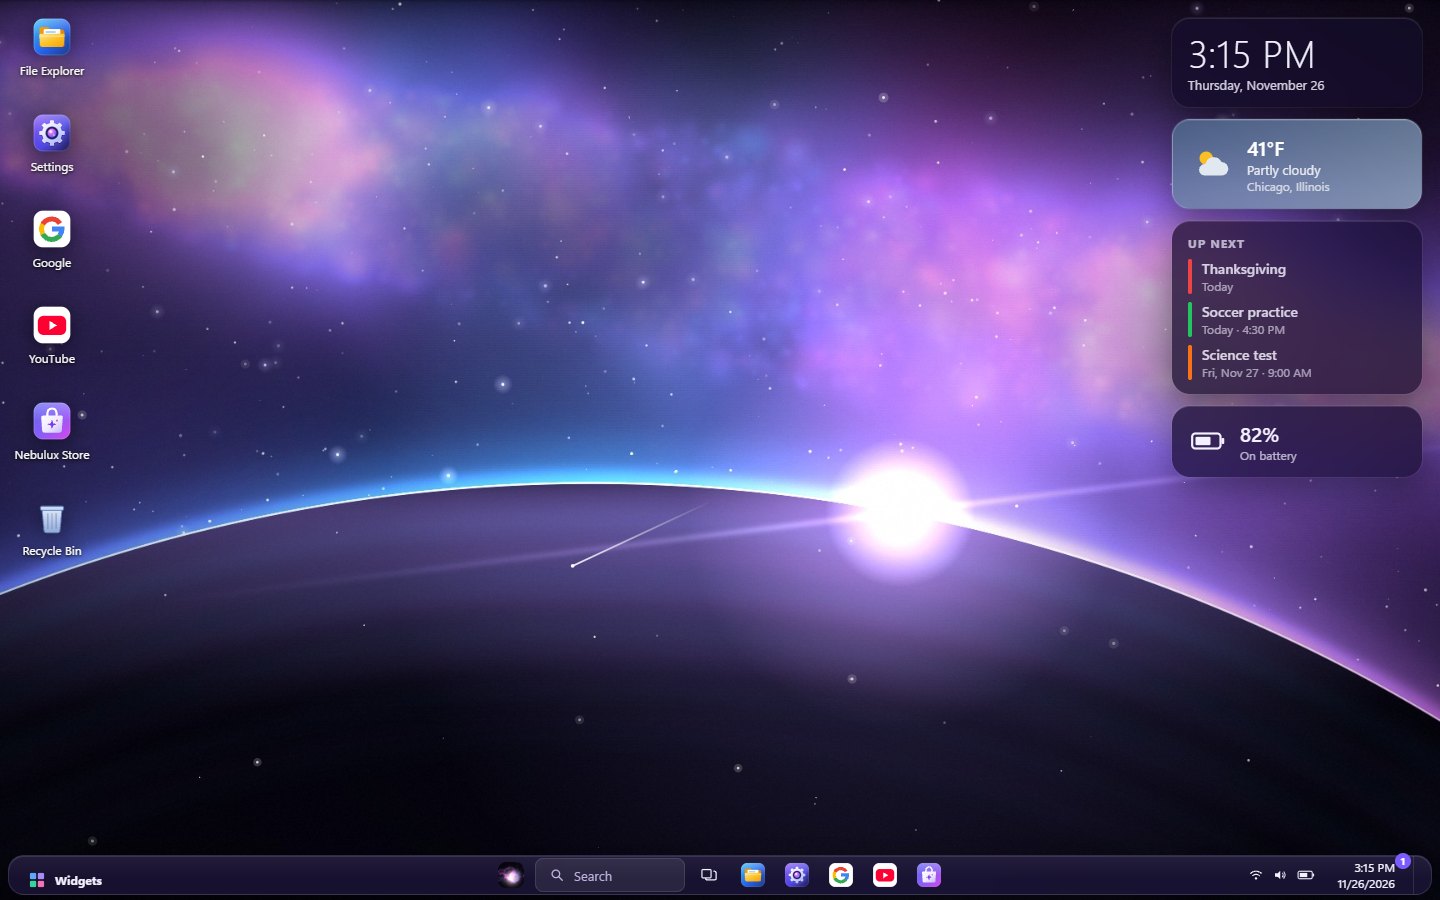 File Explorer
Settings
Google
YouTube
Nebulux Store
Recycle Bin
3:15 PM
Thursday, November 26
41°F
Partly cloudy
Chicago, Illinois
UP NEXT
Thanksgiving
Today
Soccer practice
Today · 4:30 PM
Science test
Fri, Nov 27 · 9:00 AM
82%
On battery
Widgets
Search
3:15 PM
11/26/2026
1